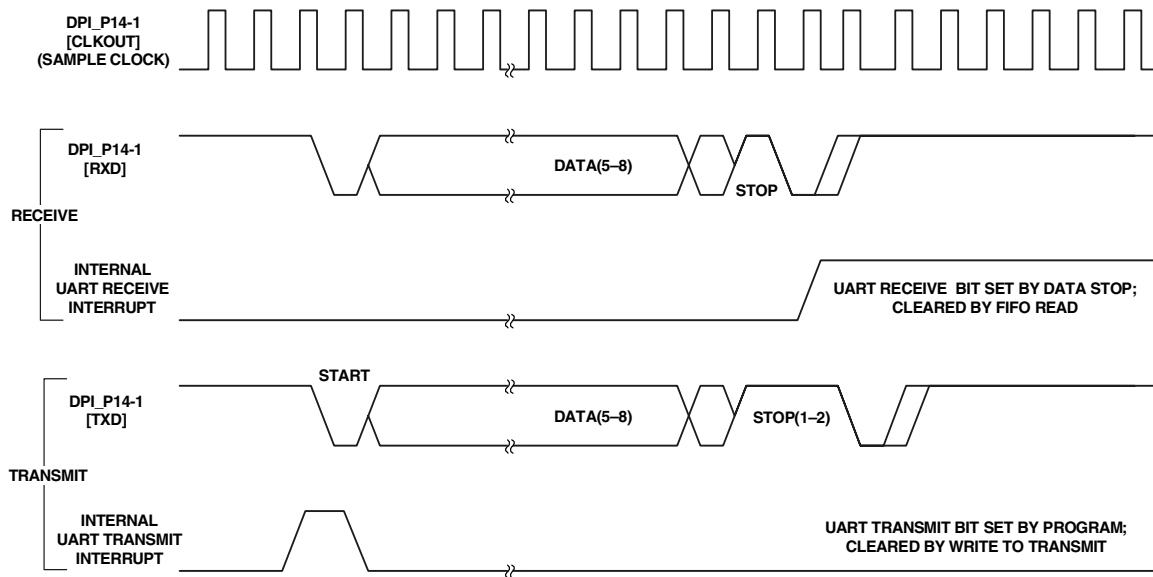 DPI_P14-1
[CLKOUT]
(SAMPLE CLOCK)
DPI_P14-1
[RXD]
DATA(5–8)
STOP
RECEIVE
INTERNAL
UART RECEIVE
INTERRUPT
UART RECEIVE BIT SET BY DATA STOP;
CLEARED BY FIFO READ
START
DPI_P14-1
[TXD]
DATA(5–8)
STOP(1–2)
TRANSMIT
INTERNAL
UART TRANSMIT
INTERRUPT
UART TRANSMIT BIT SET BY PROGRAM;
CLEARED BY WRITE TO TRANSMIT